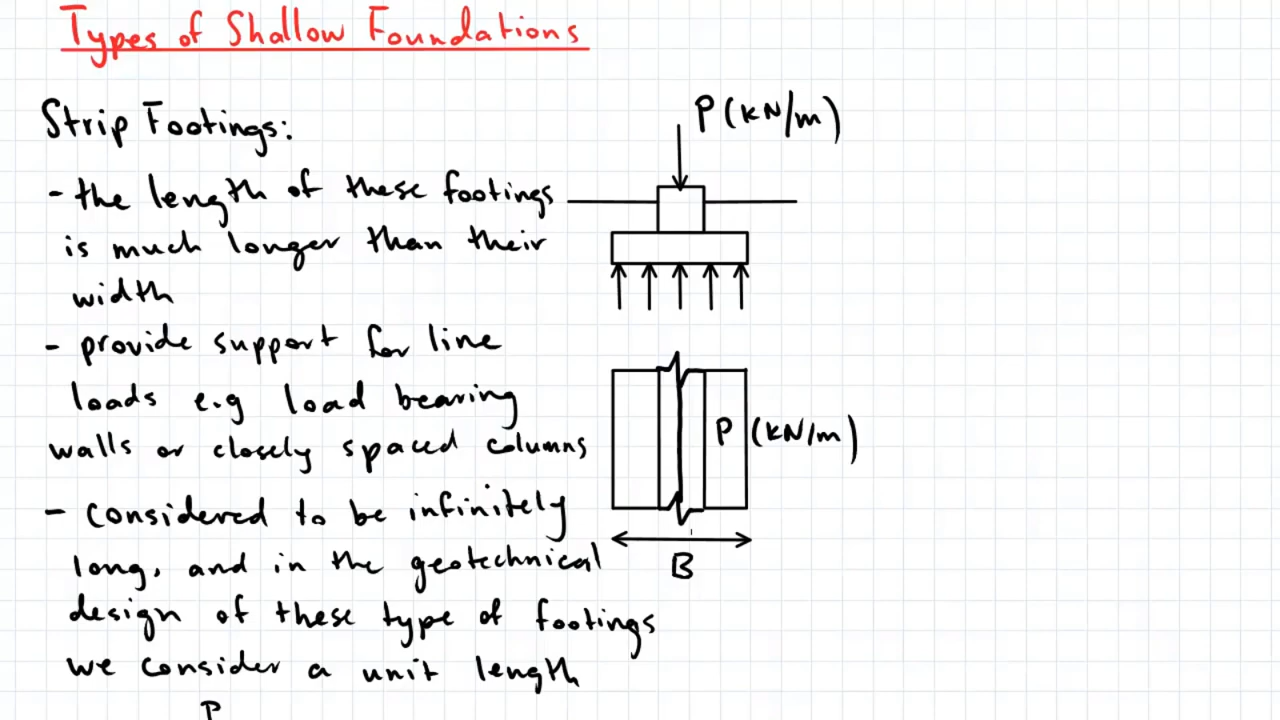 Types of Shallow Foundations
Strip Footings:
- the length of these footings
is much longer than their
width
- provide support for line
loads e.g load bearing
walls or closely spaced columns
- considered to be infinitely
long, and in the geotechnical
design of these type of footings
we consider a unit length
P
P (kN/m)
P (kN/m)
B